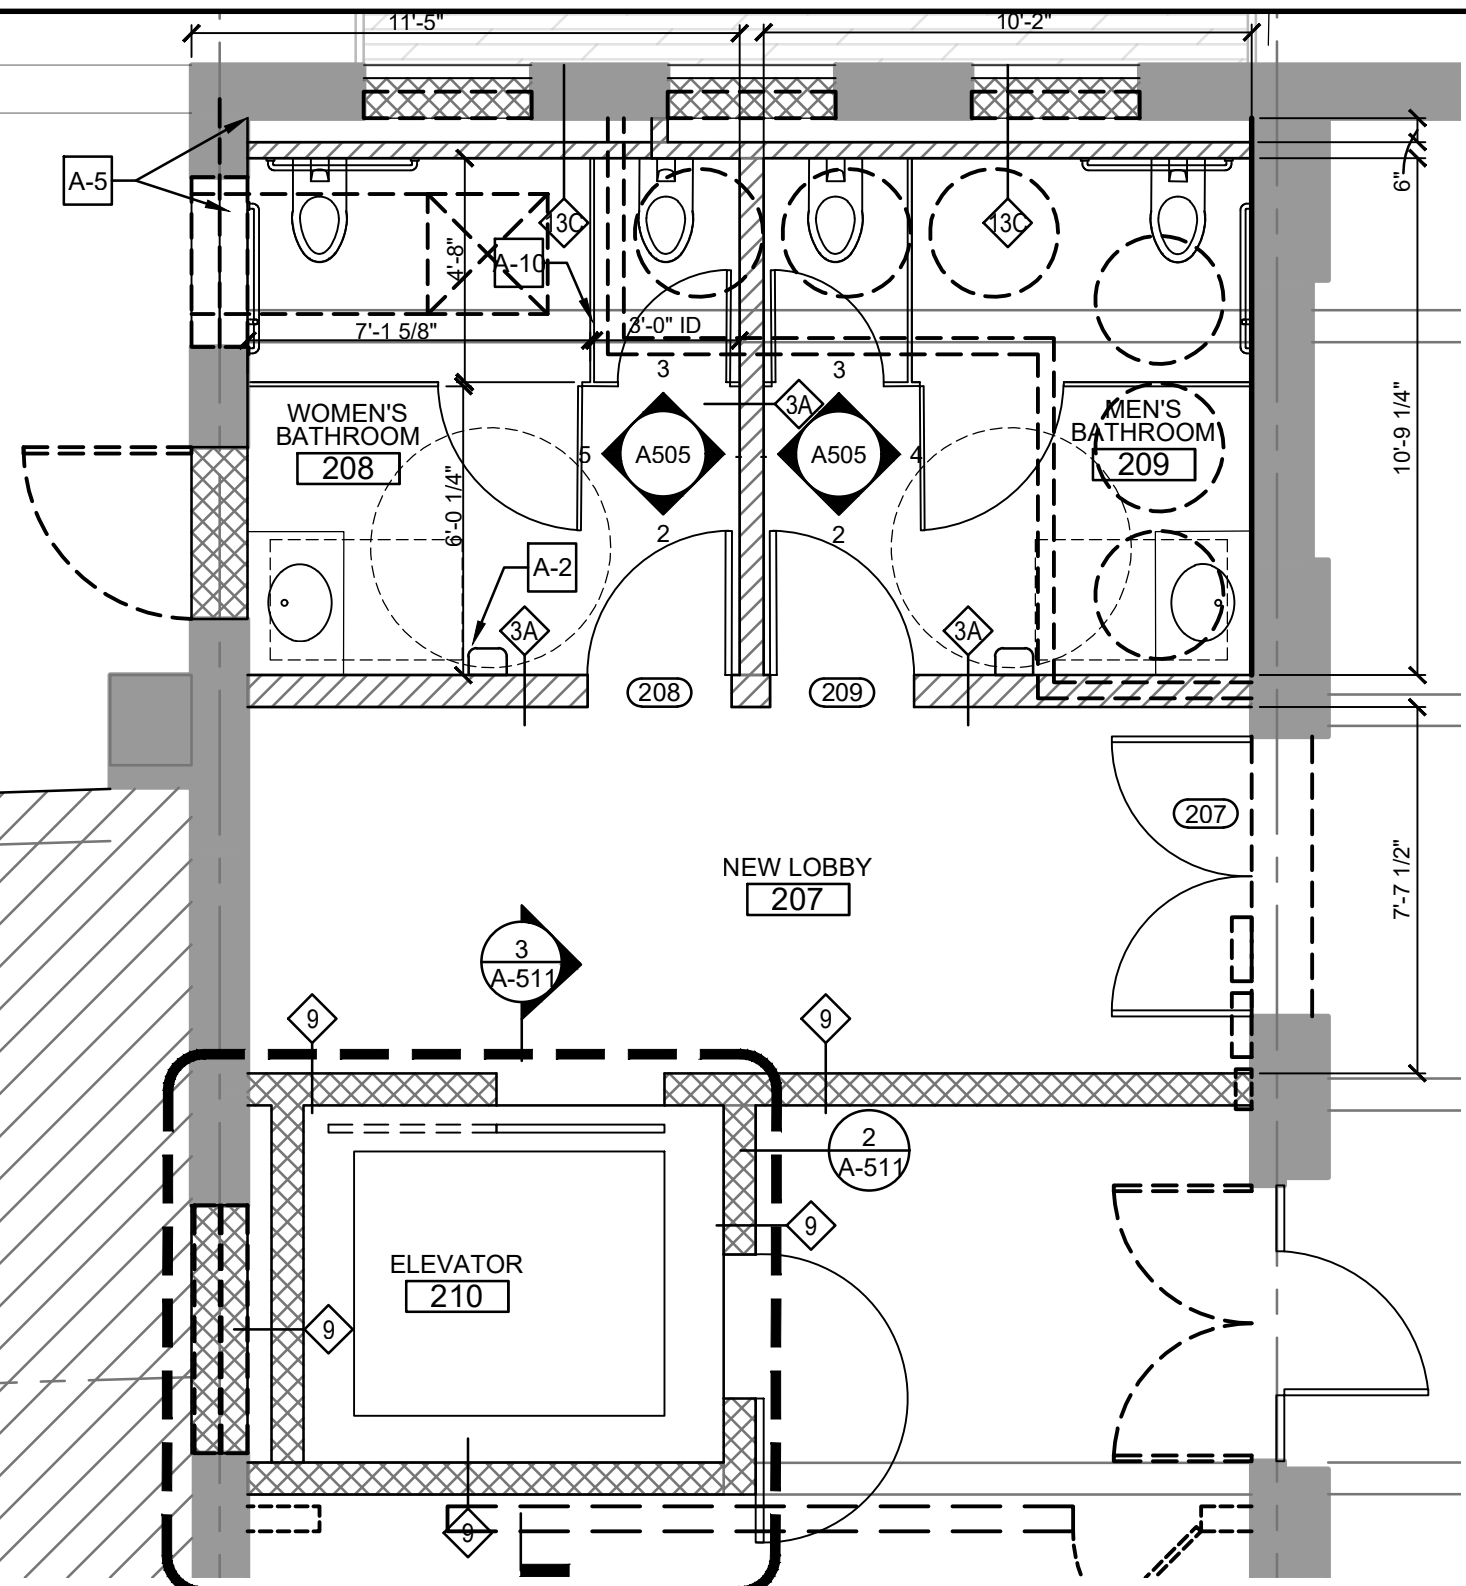 11'-5"
10'-2"
A-5
6"
13C
13C
4'-8"
A-10
7'-1 5/8"
3'-0" ID
3
3
3A
WOMEN'S
BATHROOM
208
MEN'S
BATHROOM
209
5
A505
A505
4
10'-9 1/4"
6'-0 1/4"
2
2
A-2
3A
3A
208
209
207
NEW LOBBY
207
7'-7 1/2"
3
A-511
9
9
2
A-511
9
ELEVATOR
210
9
9